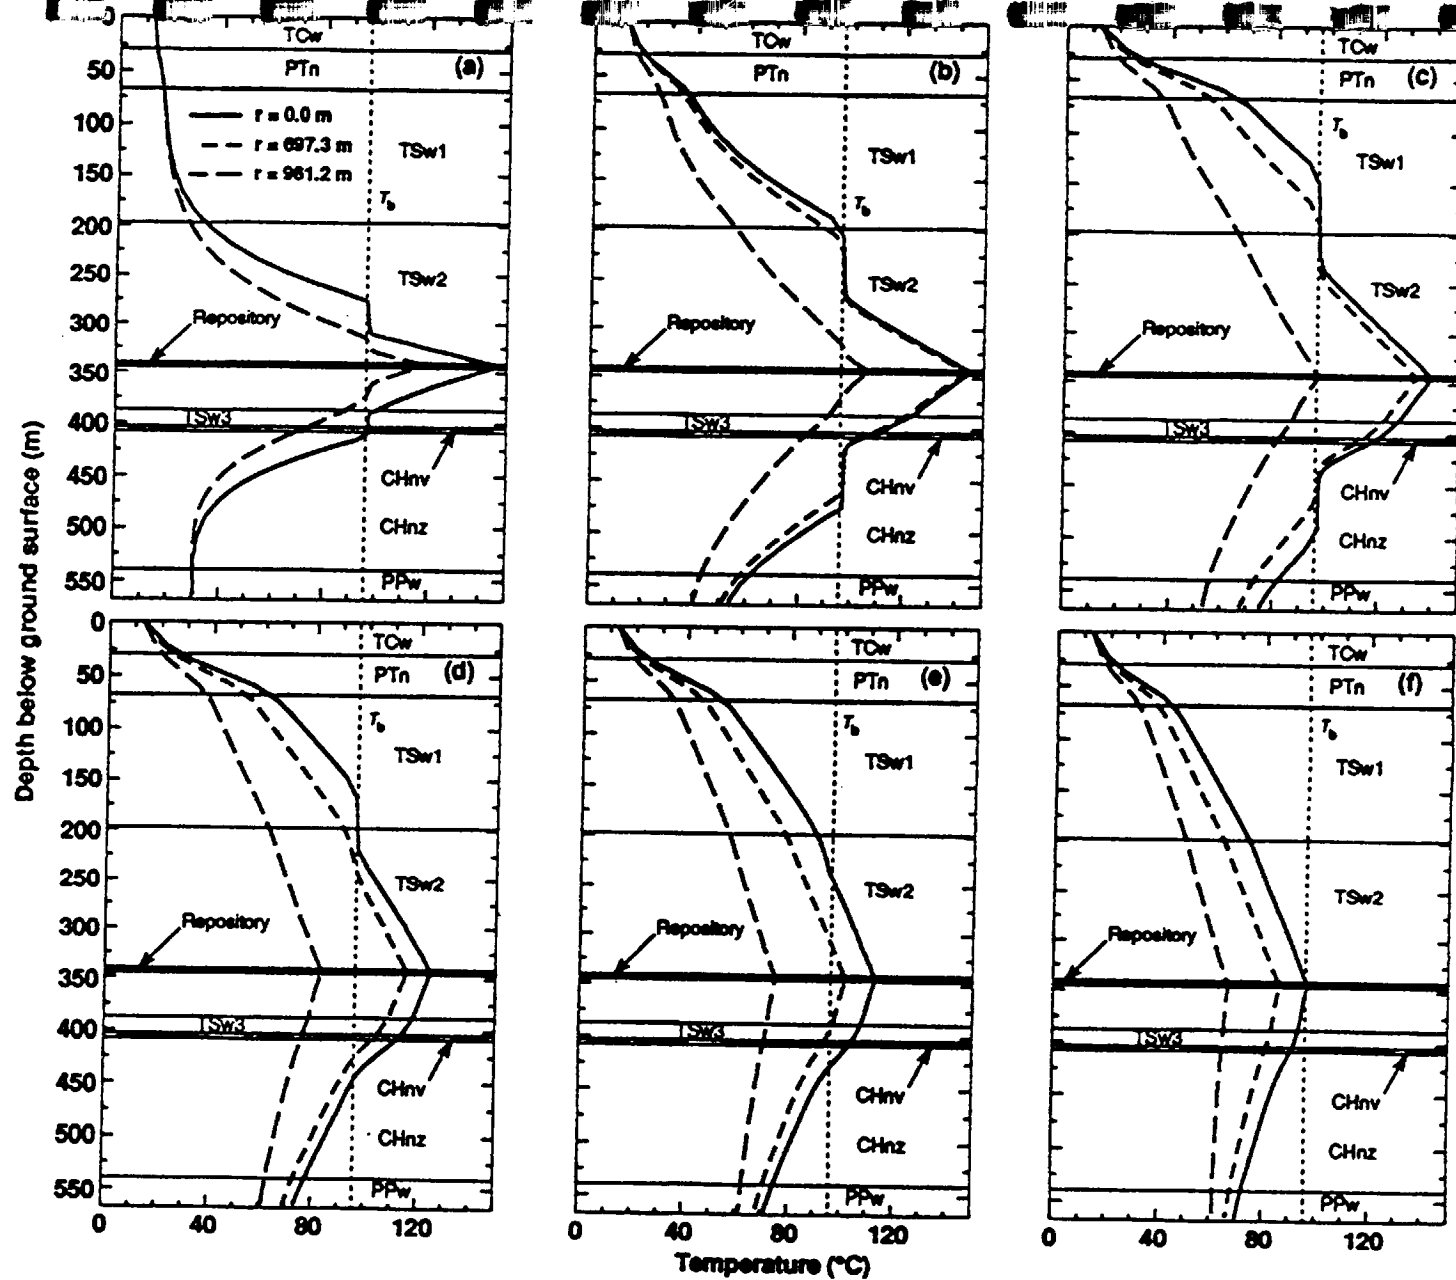 0
50
100
150
200
250
300
350
400
450
500
550
TCw
PTn
(a)
r = 0.0 m
r = 697.3 m
r = 961.2 m
TSw1
Tb
TSw2
Repository
TSw3
CHnv
CHnz
PPw
TCw
PTn
(b)
TSw1
Tb
TSw2
Repository
TSw3
CHnv
CHnz
PPw
TCw
PTn
(c)
Tb
TSw1
TSw2
Repository
TSw3
CHnv
CHnz
PPw
Depth below ground surface (m)
0
50
100
150
200
250
300
350
400
450
500
550
TCw
PTn
(d)
Tb
TSw1
TSw2
Repository
TSw3
CHnv
CHnz
PPw
0 40 80 120
TCw
PTn
(e)
Tb
TSw1
TSw2
Repository
TSw3
CHnv
CHnz
PPw
0 40 80 120
TCw
PTn
(f)
Tb
TSw1
TSw2
Repository
TSw3
CHnv
CHnz
PPw
0 40 80 120
Temperature (°C)